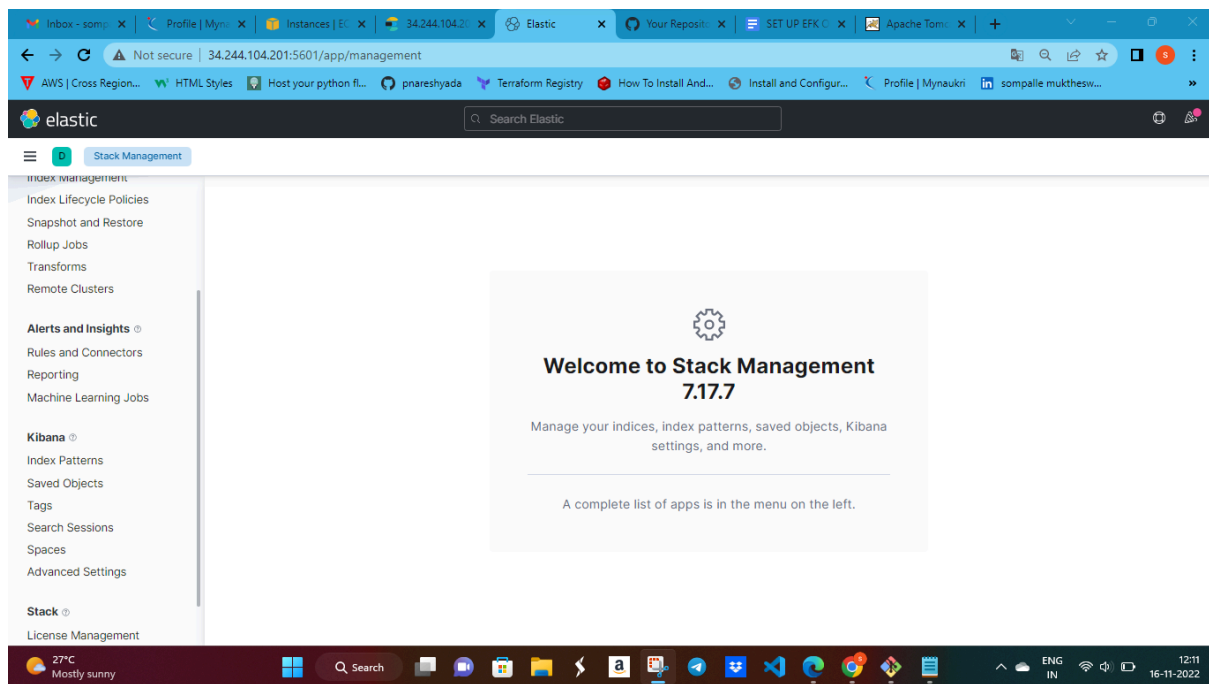 Inbox - somp
Profile | Myna
Instances | EC
34.244.104.20
Elastic
Your Reposito
SET UP EFK O
Apache Tomc
Not secure | 34.244.104.201:5601/app/management
AWS | Cross Region...
HTML Styles
Host your python fl...
pnareshyada
Terraform Registry
How To Install And...
Install and Configur...
Profile | Mynaukri
sompalle mukthesw...
»
elastic
Search Elastic
D
Stack Management
Index Management
Index Lifecycle Policies
Snapshot and Restore
Rollup Jobs
Transforms
Remote Clusters
Alerts and Insights
Rules and Connectors
Reporting
Machine Learning Jobs
Kibana
Index Patterns
Saved Objects
Tags
Search Sessions
Spaces
Advanced Settings
Stack
License Management
Welcome to Stack Management
7.17.7
Manage your indices, index patterns, saved objects, Kibana
settings, and more.
A complete list of apps is in the menu on the left.
27°C
Mostly sunny
Search
ENG
IN
12:11
16-11-2022